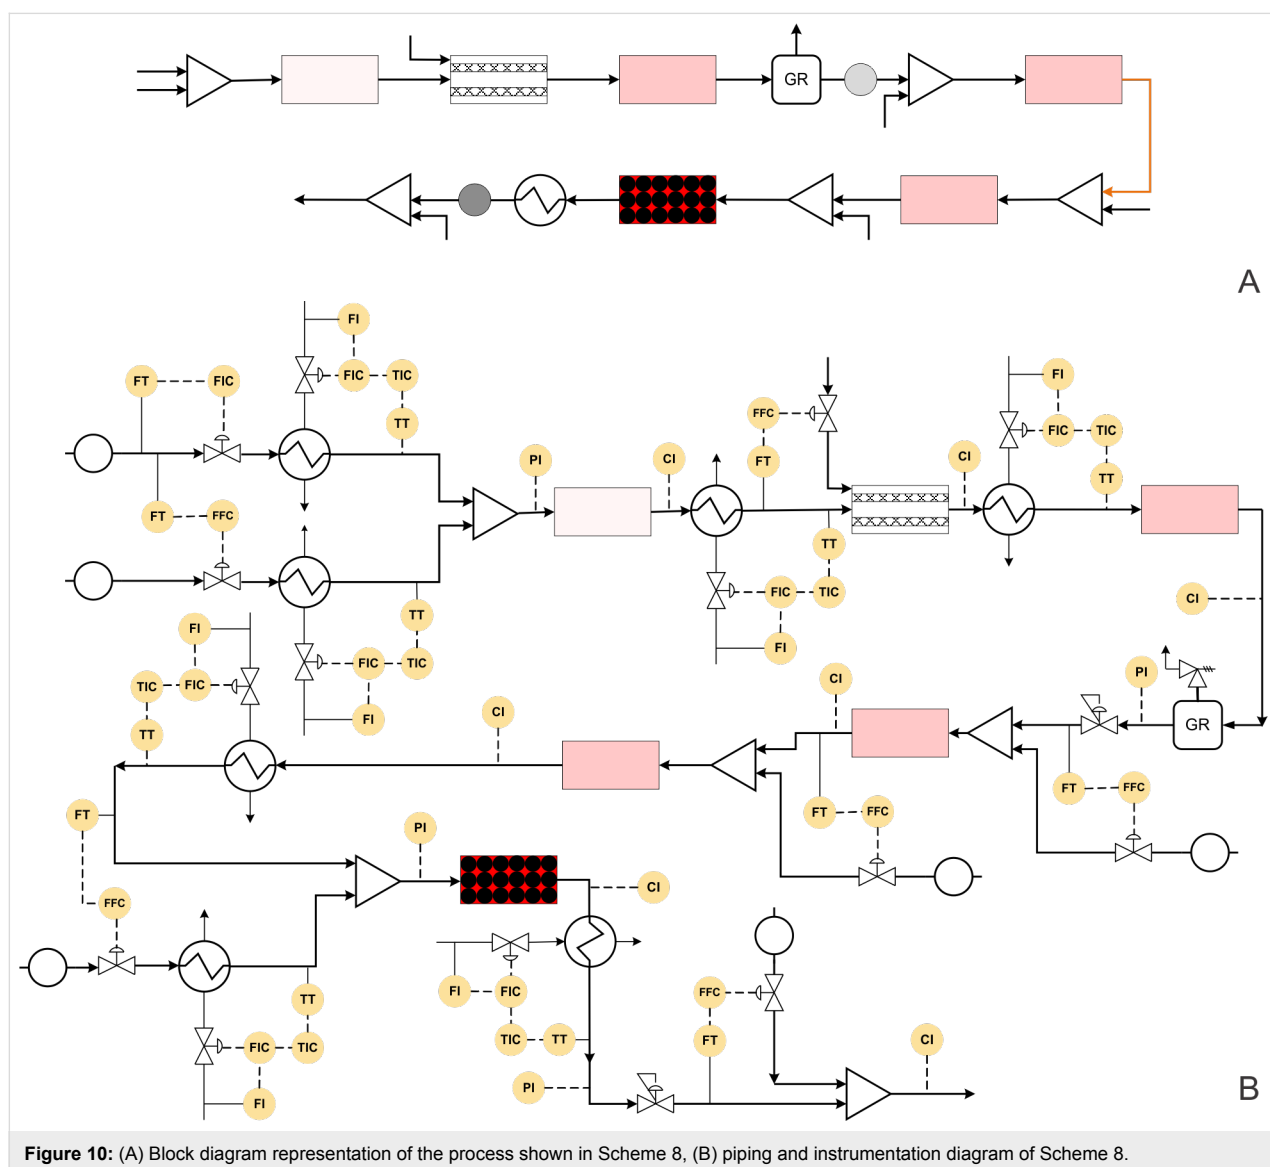 GR
A
FI
FT
FIC
FIC
TIC
TT
FT
FFC
PI
CI
FFC
FT
CI
FI
FIC
TIC
TT
TT
FIC
TIC
FI
TT
FIC
TIC
FI
CI
FI
TIC
FIC
TT
CI
CI
PI
GR
FT
FFC
FT
FFC
FT
PI
FFC
CI
TT
FIC
TIC
FI
FI
FIC
TIC
TT
PI
FFC
FT
CI
B
Figure 10: (A) Block diagram representation of the process shown in Scheme 8, (B) piping and instrumentation diagram of Scheme 8.